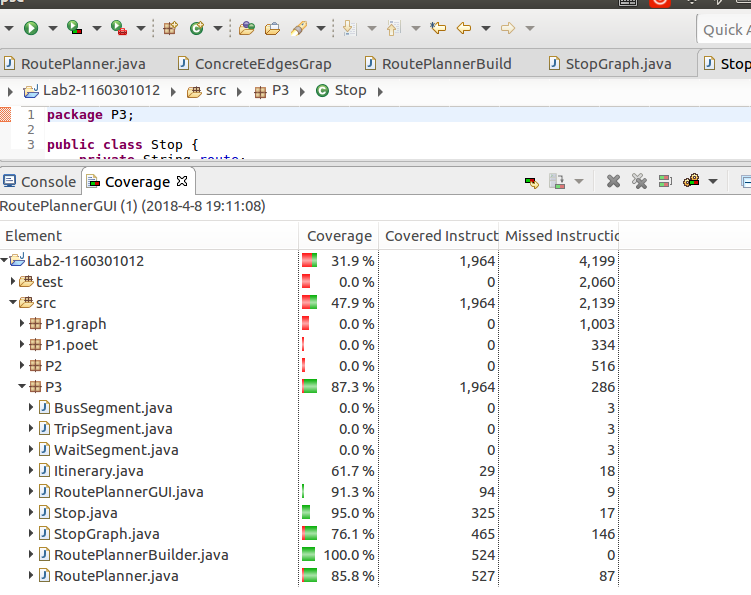 Quick A
RoutePlanner.java ConcreteEdgesGrap RoutePlannerBuild StopGraph.java Stop
Lab2-1160301012 src P3 Stop
1 package P3;
2
3 public class Stop {
private String route;
Console Coverage
RoutePlannerGUI (1) (2018-4-8 19:11:08)
Element Coverage Covered Instruct Missed Instructio
Lab2-1160301012 31.9 % 1,964 4,199
test 0.0 % 0 2,060
src 47.9 % 1,964 2,139
P1.graph 0.0 % 0 1,003
P1.poet 0.0 % 0 334
P2 0.0 % 0 516
P3 87.3 % 1,964 286
BusSegment.java 0.0 % 0 3
TripSegment.java 0.0 % 0 3
WaitSegment.java 0.0 % 0 3
Itinerary.java 61.7 % 29 18
RoutePlannerGUI.java 91.3 % 94 9
Stop.java 95.0 % 325 17
StopGraph.java 76.1 % 465 146
RoutePlannerBuilder.java 100.0 % 524 0
RoutePlanner.java 85.8 % 527 87